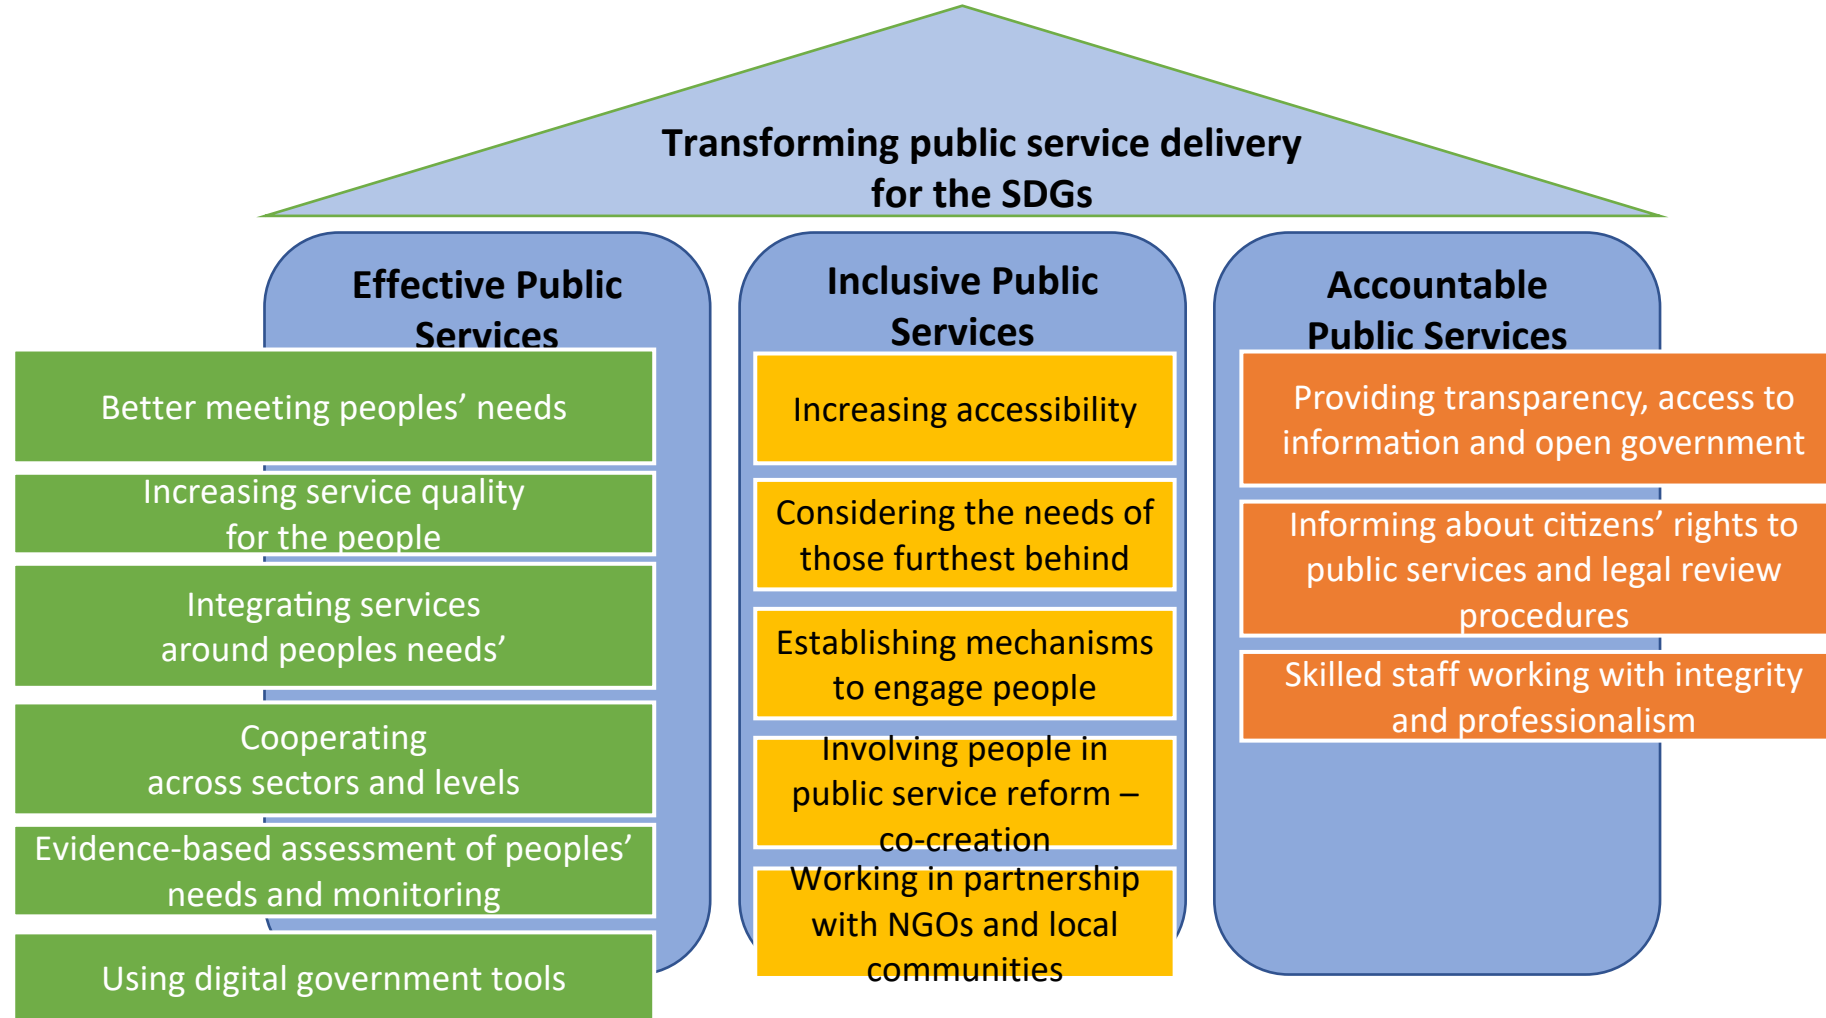 Transforming public service delivery
for the SDGs
Effective Public
Services
Better meeting peoples’ needs
Increasing service quality
for the people
Integrating services
around peoples needs’
Cooperating
across sectors and levels
Evidence-based assessment of peoples’
needs and monitoring
Using digital government tools
Inclusive Public
Services
Increasing accessibility
Considering the needs of
those furthest behind
Establishing mechanisms
to engage people
Involving people in
public service reform –
co-creation
Working in partnership
with NGOs and local
communities
Accountable
Public Services
Providing transparency, access to
information and open government
Informing about citizens’ rights to
public services and legal review
procedures
Skilled staff working with integrity
and professionalism